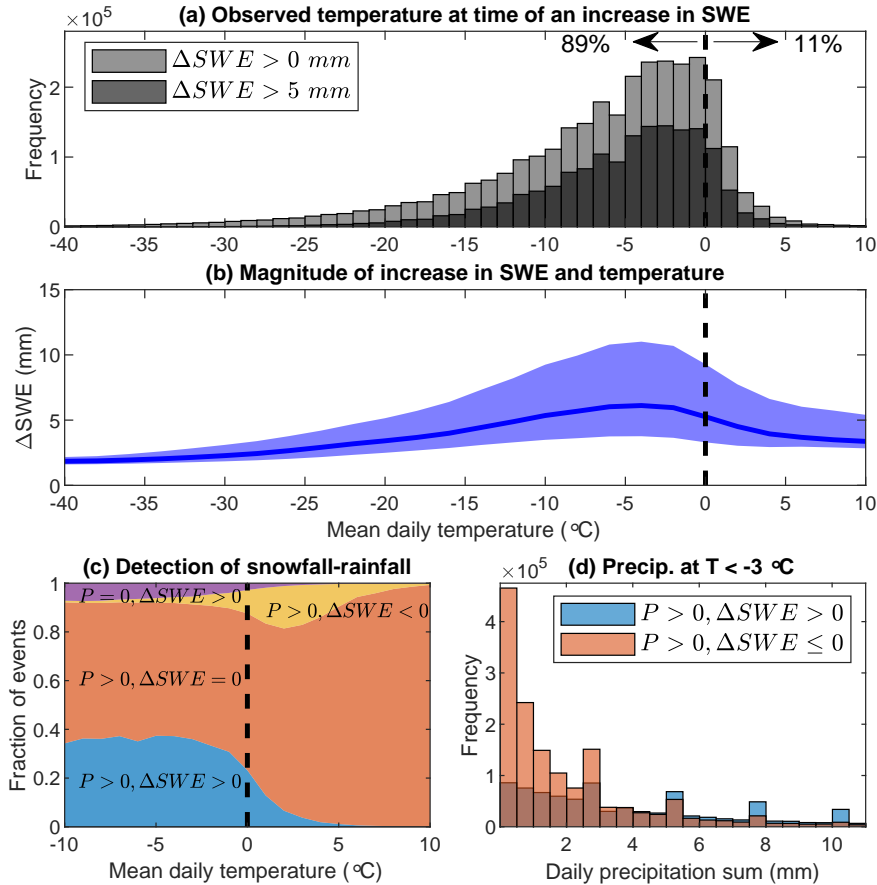 (a) Observed temperature at time of an increase in SWE
×10⁵
89%
11%
ΔSWE > 0 mm
ΔSWE > 5 mm
Frequency
2
1
0
-40 -35 -30 -25 -20 -15 -10 -5 0 5 10
(b) Magnitude of increase in SWE and temperature
ΔSWE (mm)
15
10
5
0
-40 -35 -30 -25 -20 -15 -10 -5 0 5 10
Mean daily temperature (°C)
(c) Detection of snowfall-rainfall
Fraction of events
1
0.8
0.6
0.4
0.2
0
P = 0, ΔSWE > 0
P > 0, ΔSWE < 0
P > 0, ΔSWE = 0
P > 0, ΔSWE > 0
-10 -5 0 5 10
Mean daily temperature (°C)
(d) Precip. at T < -3 °C
×10⁵
P > 0, ΔSWE > 0
P > 0, ΔSWE ≤ 0
Frequency
4
3
2
1
0
2 4 6 8 10
Daily precipitation sum (mm)